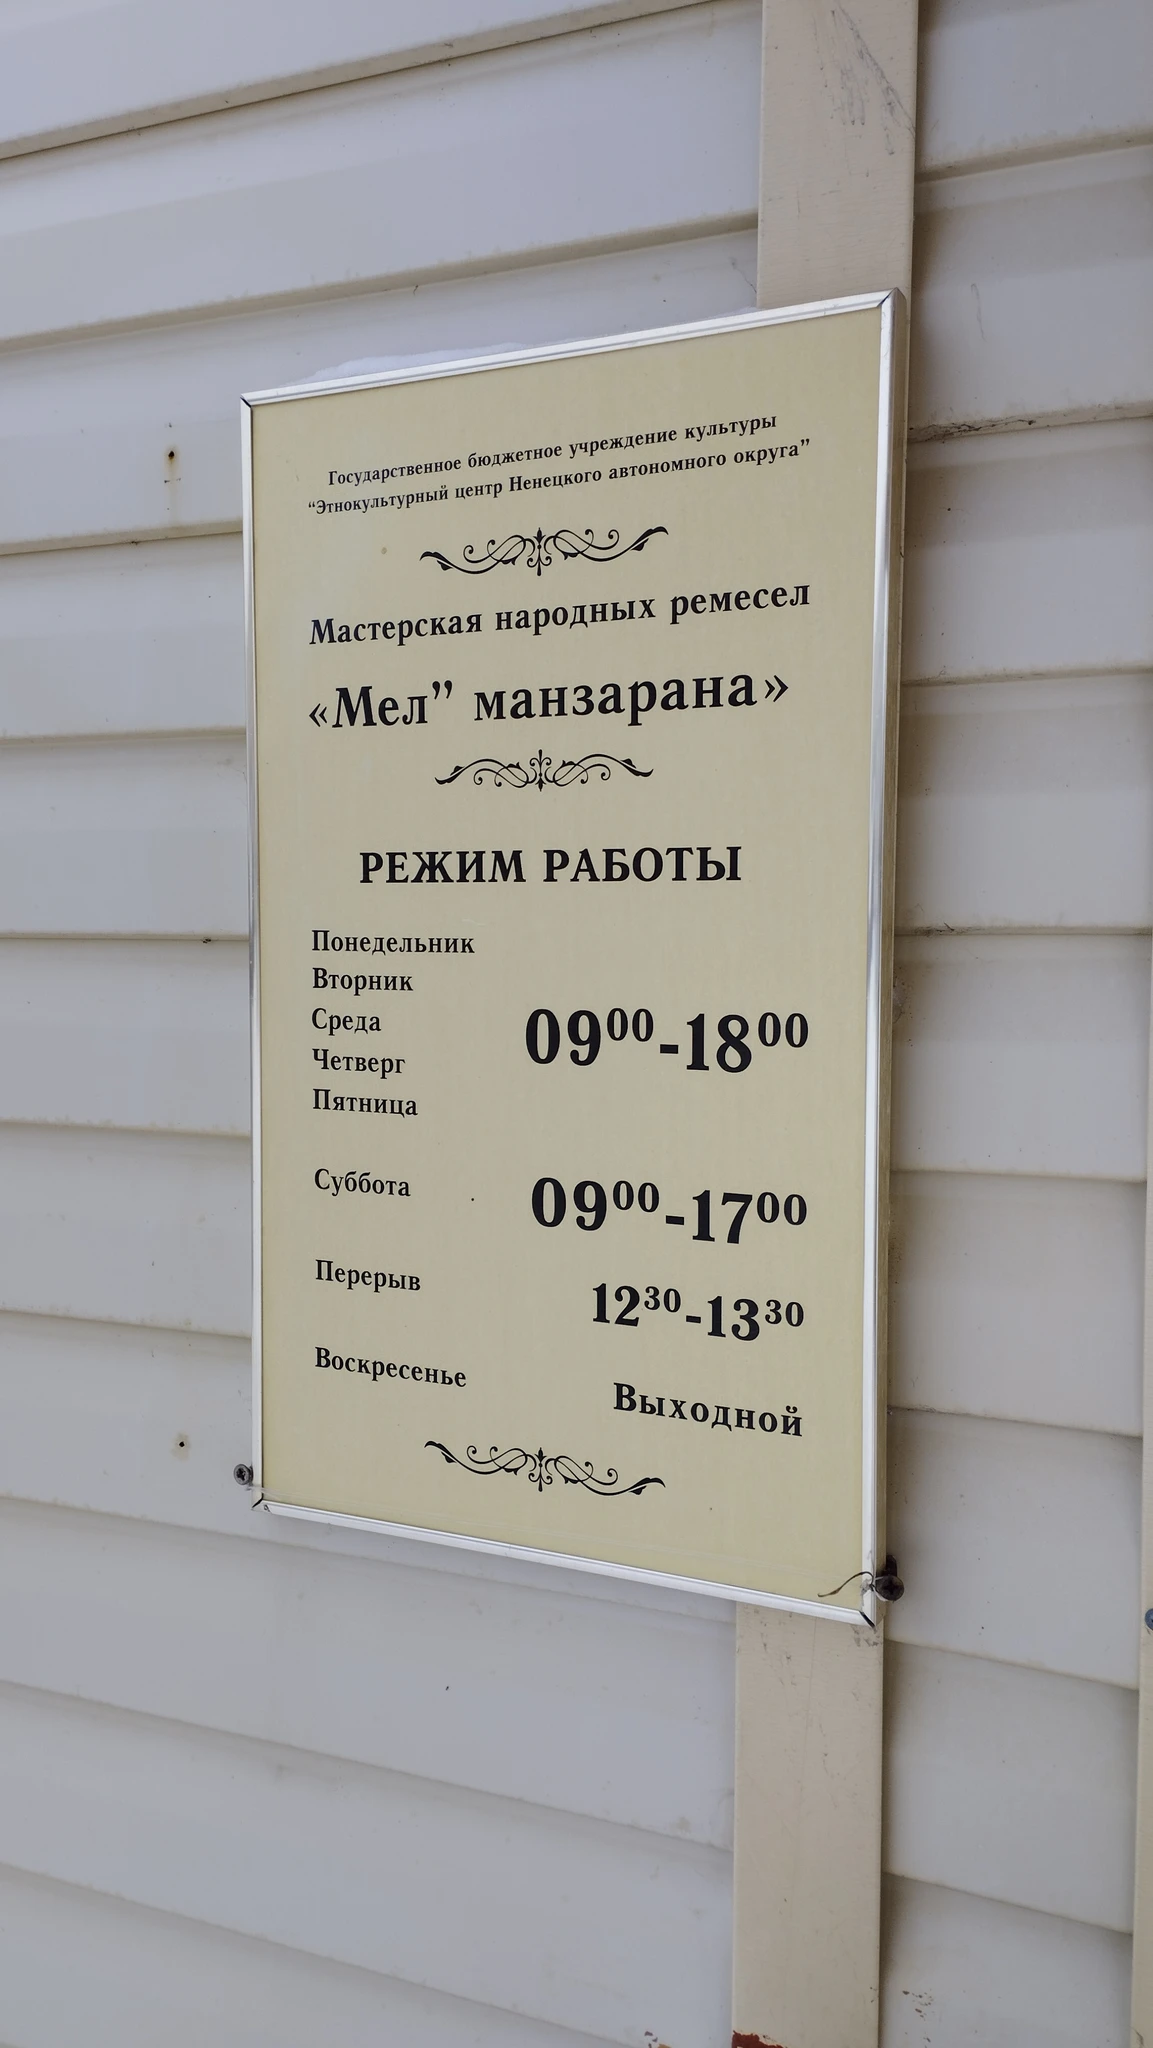 Государственное бюджетное учреждение культуры
“Этнокультурный центр Ненецкого автономного округа”
Мастерская народных ремесел
«Мел” манзарана»
РЕЖИМ РАБОТЫ
Понедельник
Вторник
Среда
Четверг
Пятница
09⁰⁰-18⁰⁰
Суббота 09⁰⁰-17⁰⁰
Перерыв 12³⁰-13³⁰
Воскресенье Выходной